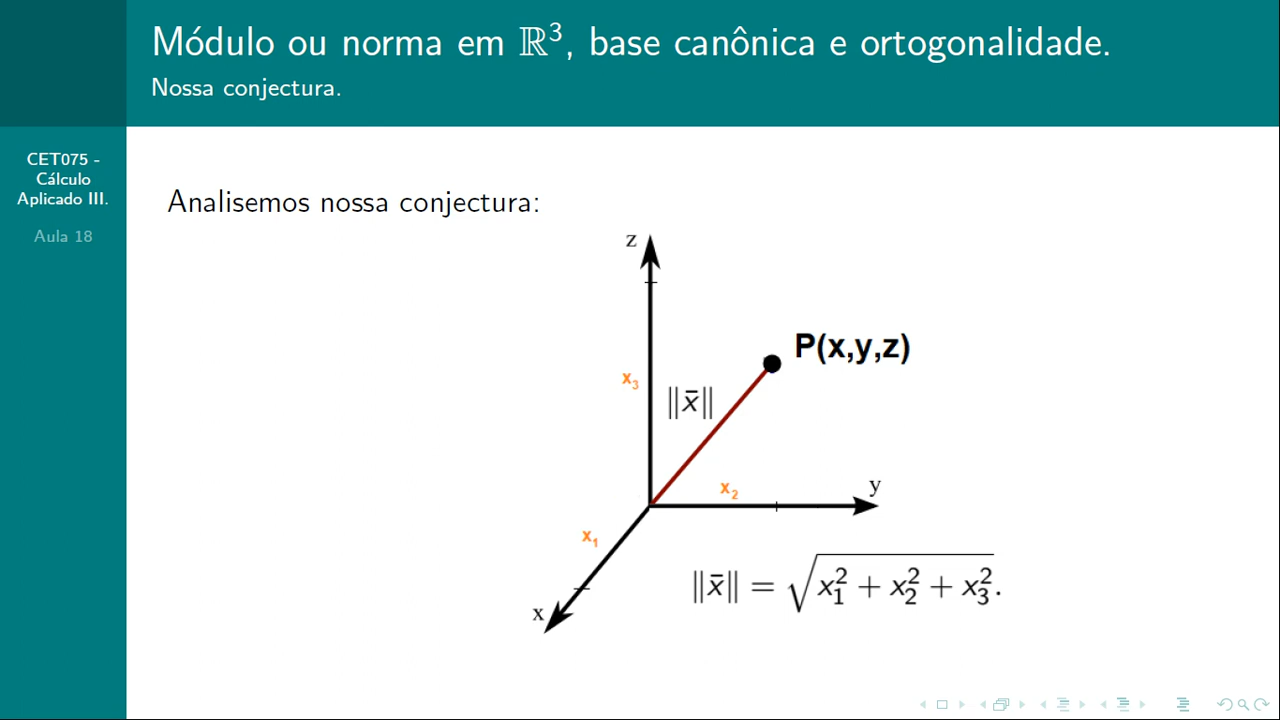 Módulo ou norma em ℝ³, base canônica e ortogonalidade.
Nossa conjectura.
CET075 -
Cálculo
Aplicado III.
Aula 18
Analisemos nossa conjectura:
z
P(x,y,z)
x₃
‖x̄‖
x₂
y
x₁
‖x̄‖ = √(x₁² + x₂² + x₃²).
x